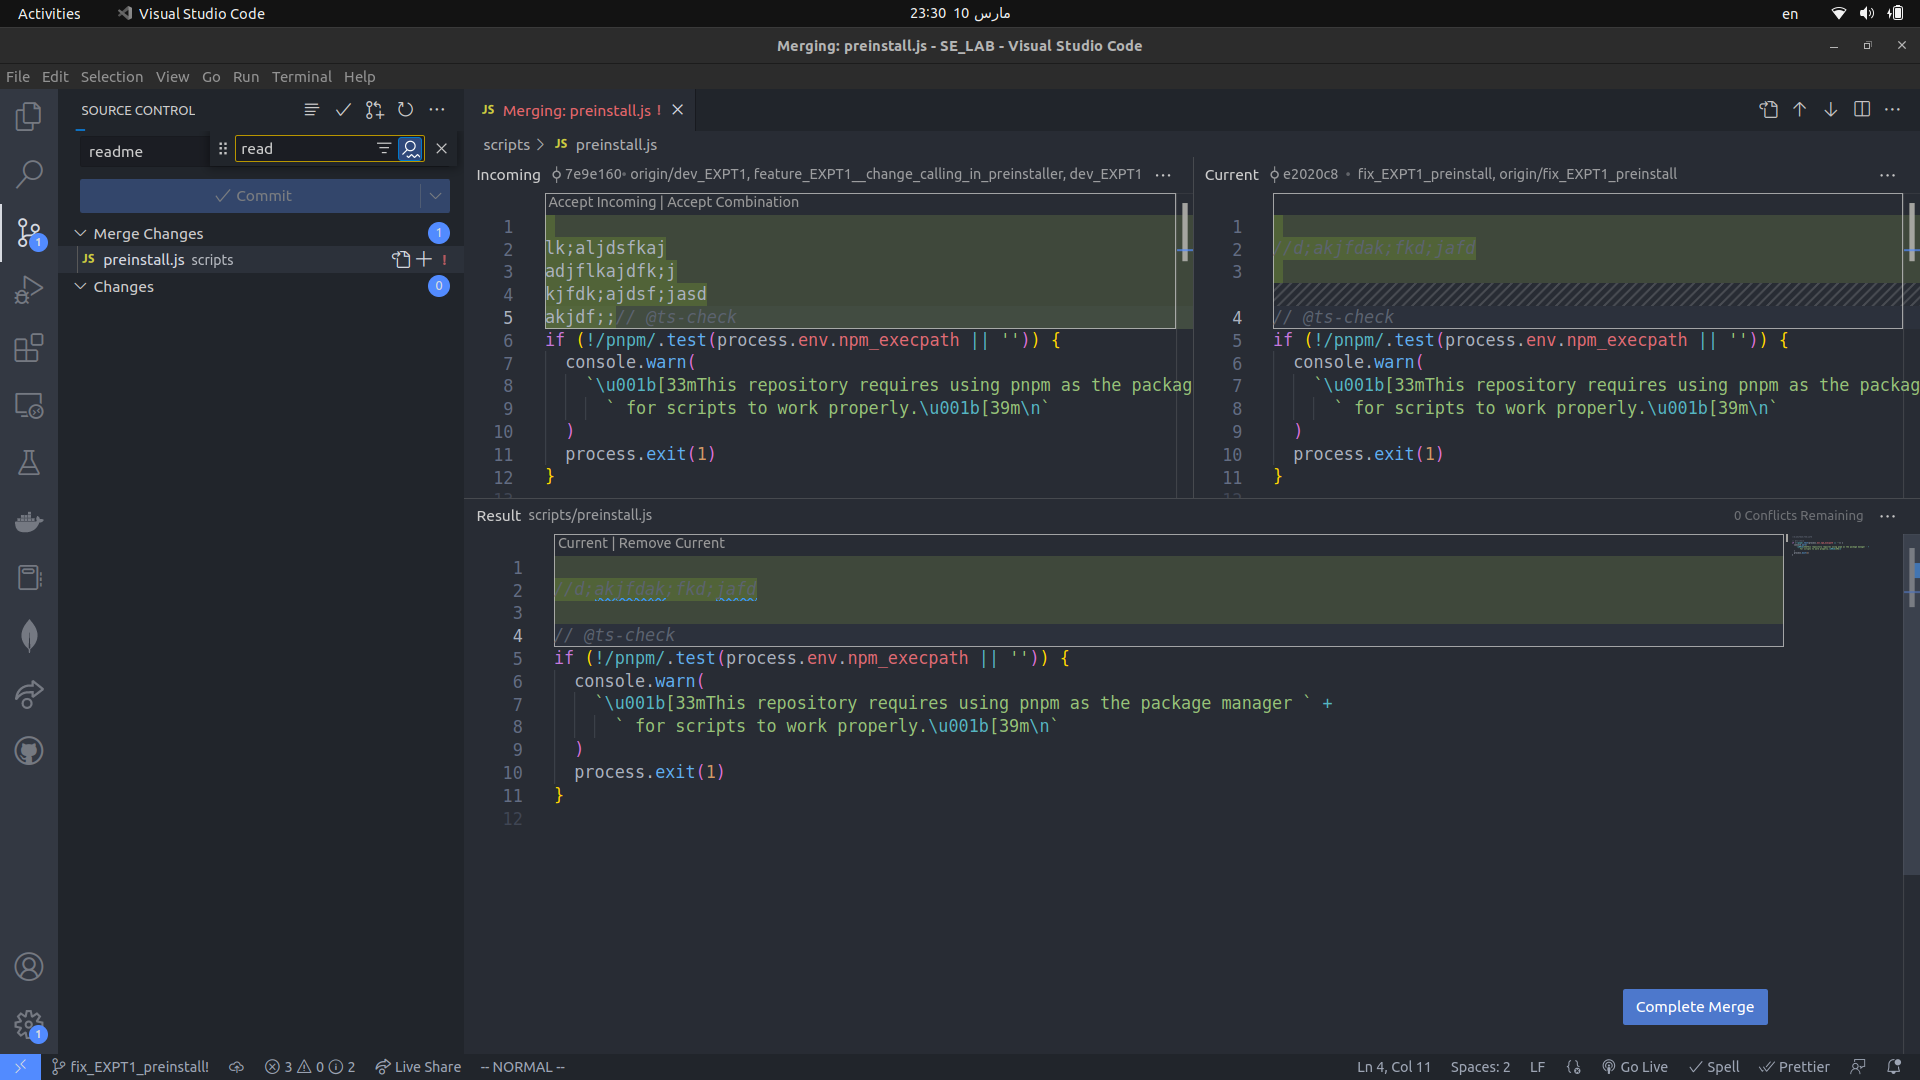 Activities
Visual Studio Code
23:30 10 مارس
en
Merging: preinstall.js - SE_LAB - Visual Studio Code
File Edit Selection View Go Run Terminal Help
SOURCE CONTROL
readme
read
Commit
Merge Changes 1
JS preinstall.js scripts !
Changes 0
JS Merging: preinstall.js !
scripts > JS preinstall.js
Incoming 7e9e160 • origin/dev_EXPT1, feature_EXPT1__change_calling_in_preinstaller, dev_EXPT1 ...
Accept Incoming | Accept Combination
1
2 lk;aljdsfkaj
3 adjflkajdfk;j
4 kjfdk;ajdsf;jasd
5 akjdf;;// @ts-check
6 if (!/pnpm/.test(process.env.npm_execpath || '')) {
7 console.warn(
8 `\u001b[33mThis repository requires using pnpm as the packag
9 ` for scripts to work properly.\u001b[39m\n`
10 )
11 process.exit(1)
12 }
13
Current e2020c8 • fix_EXPT1_preinstall, origin/fix_EXPT1_preinstall ...
1
2 //d;akjfdak;fkd;jafd
3
4 // @ts-check
5 if (!/pnpm/.test(process.env.npm_execpath || '')) {
6 console.warn(
7 `\u001b[33mThis repository requires using pnpm as the packag
8 ` for scripts to work properly.\u001b[39m\n`
9 )
10 process.exit(1)
11 }
12
Result scripts/preinstall.js
0 Conflicts Remaining ...
Current | Remove Current
1
2 //d;akjfdak;fkd;jafd
3
4 // @ts-check
5 if (!/pnpm/.test(process.env.npm_execpath || '')) {
6 console.warn(
7 `\u001b[33mThis repository requires using pnpm as the package manager ` +
8 ` for scripts to work properly.\u001b[39m\n`
9 )
10 process.exit(1)
11 }
12
Complete Merge
1
1
fix_EXPT1_preinstall! 3 0 2 Live Share -- NORMAL --
Ln 4, Col 11 Spaces: 2 LF Go Live Spell Prettier